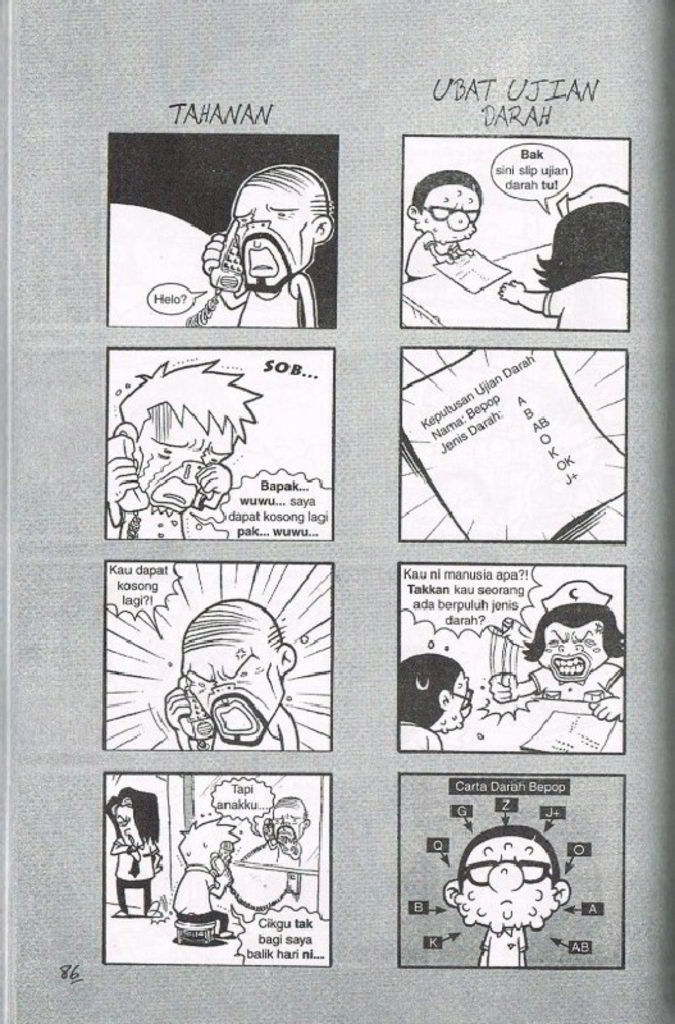 TAHANAN
Helo?
SOB...
Bapak...
wuwu... saya
dapat kosong lagi
pak... wuwu...
Kau dapat
kosong
lagi?!
Tapi
anakku...
Cikgu tak
bagi saya
balik hari ni....
UBAT UJIAN
DARAH
Bak
sini slip ujian
darah tu!
Keputusan Ujian Darah
Nama: Bepop
Jenis Darah:
A
B
AB
O
K
OK
J+
Kau ni manusia apa?!
Takkan kau seorang
ada berpuluh jenis
darah?
Carta Darah Bepop
G
Z
J+
Q
O
B
A
K
AB
86